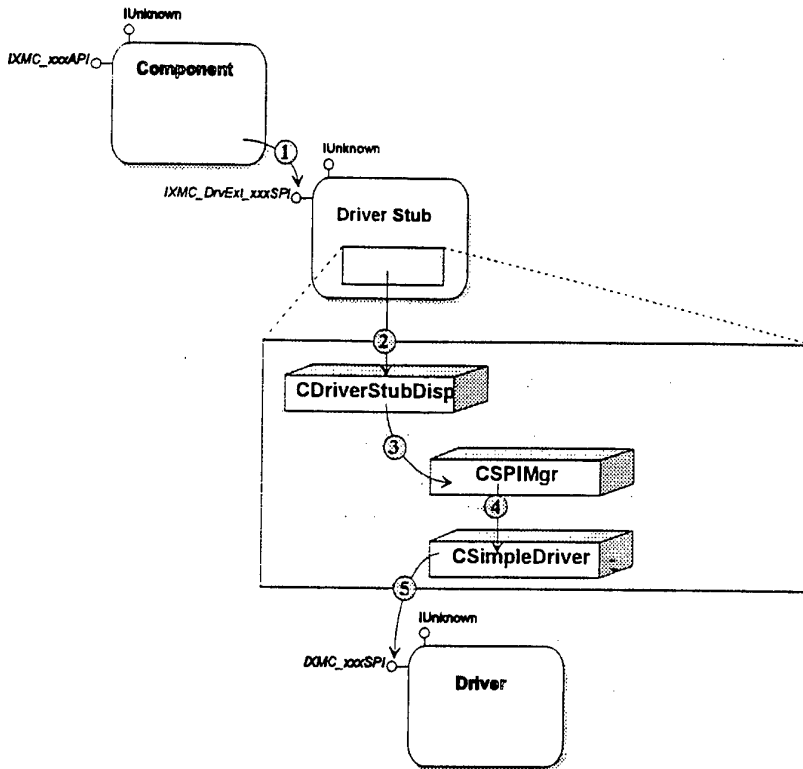 IUnknown
IXMC_xxxAPI
Component
1
IUnknown
IXMC_DrvExt_xxxSPI
Driver Stub
2
CDriverStubDisp
3
CSPIMgr
4
CSimpleDriver
5
IUnknown
IXMC_xxxSPI
Driver